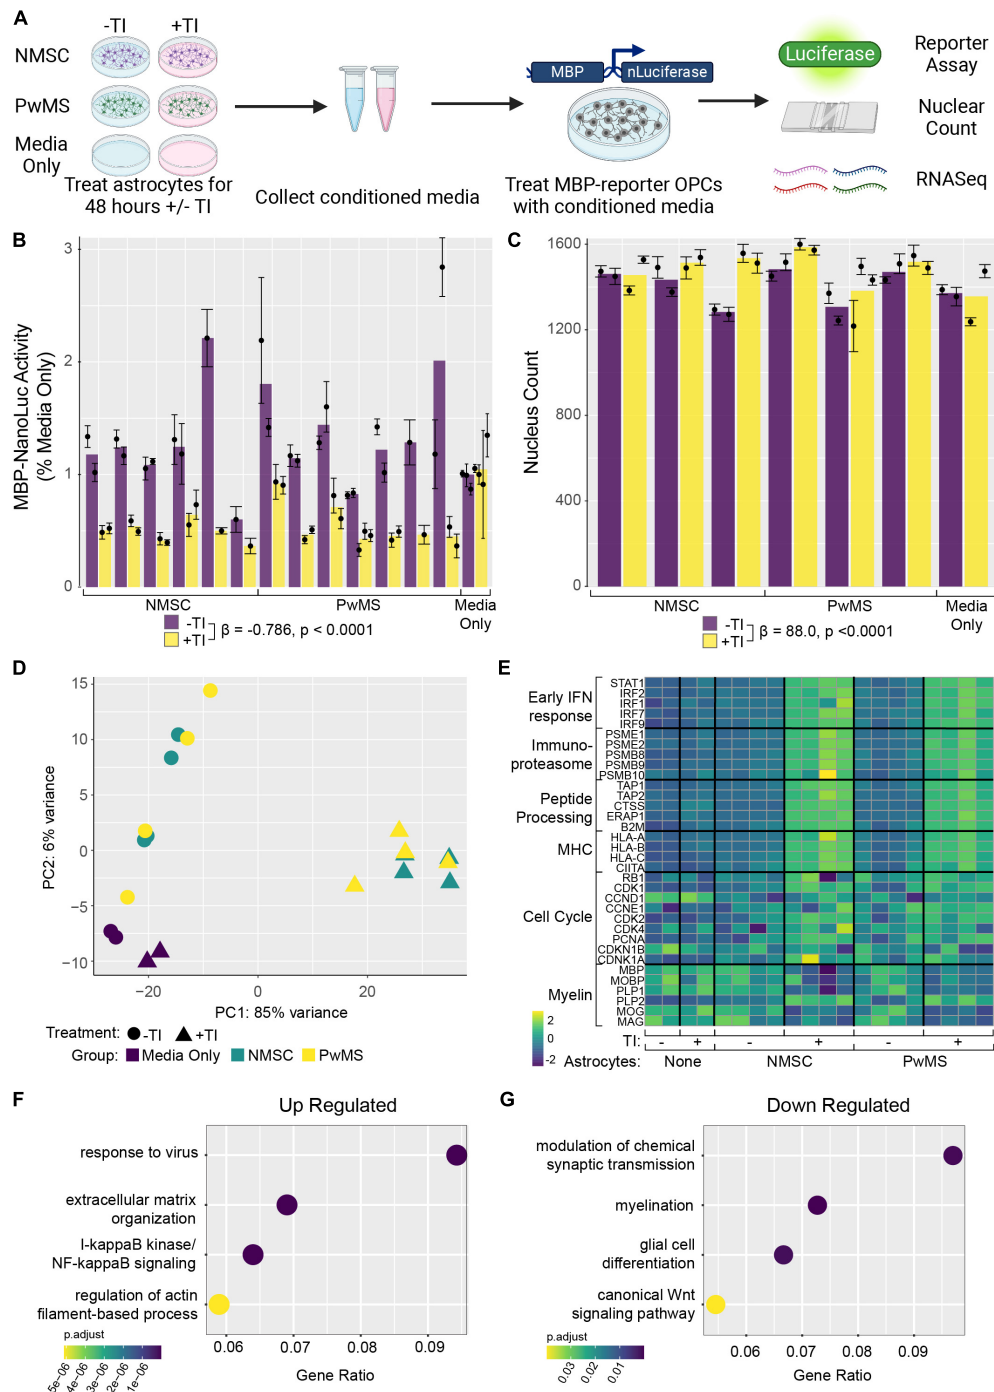 A
-TI
+TI
NMSC
PwMS
Media
Only
Treat astrocytes for
48 hours +/- TI
Collect conditioned media
MBP
nLuciferase
Treat MBP-reporter OPCs
with conditioned media
Luciferase
Reporter
Assay
Nuclear
Count
RNASeq
B
MBP-NanoLuc Activity
(% Media Only)
3
2
1
0
NMSC
PwMS
Media
Only
-TI
+TI
β = -0.786, p < 0.0001
C
Nucleus Count
1600
1200
800
400
0
NMSC
PwMS
Media
Only
-TI
+TI
β = 88.0, p <0.0001
D
PC2: 6% variance
15
10
5
0
−5
−10
−20
0
20
PC1: 85% variance
Treatment: -TI +TI
Group: Media Only NMSC PwMS
E
Early IFN
response
STAT1
IRF2
IRF1
IRF7
IRF9
Immuno-
proteasome
PSME1
PSME2
PSMB8
PSMB9
PSMB10
Peptide
Processing
TAP1
TAP2
CTSS
ERAP1
B2M
MHC
HLA-A
HLA-B
HLA-C
CIITA
Cell Cycle
RB1
CDK1
CCND1
CCNE1
CDK2
CDK4
PCNA
CDKN1B
CDNK1A
Myelin
MBP
MOBP
PLP1
PLP2
MOG
MAG
2
0
-2
TI: - + - + - +
Astrocytes: None NMSC PwMS
F
Up Regulated
response to virus
extracellular matrix
organization
I-kappaB kinase/
NF-kappaB signaling
regulation of actin
filament-based process
p.adjust
5e−06
4e−06
3e−06
2e−06
1e−06
0.06
0.07
0.08
0.09
Gene Ratio
G
Down Regulated
modulation of chemical
synaptic transmission
myelination
glial cell
differentiation
canonical Wnt
signaling pathway
p.adjust
0.03
0.02
0.01
0.06
0.07
0.08
0.09
Gene Ratio